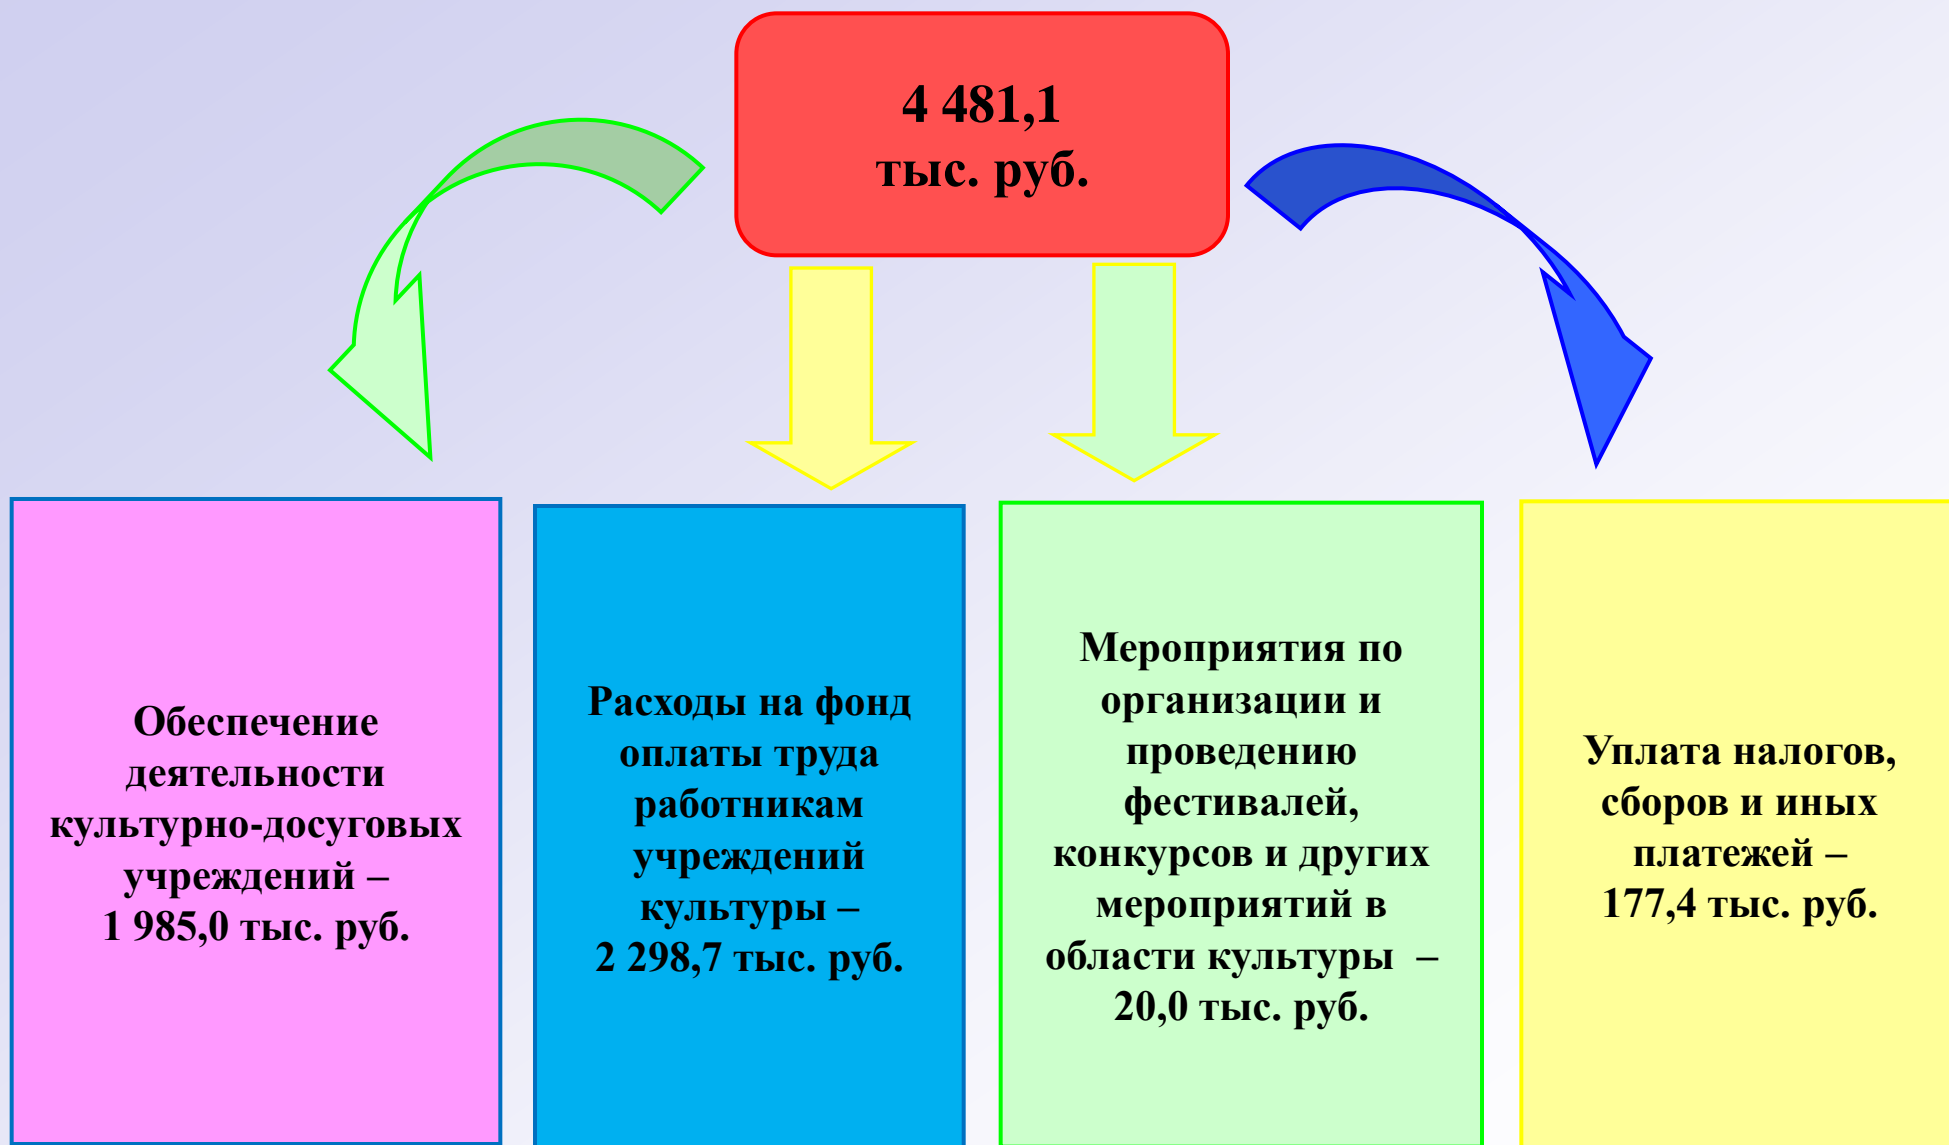 4 481,1
тыс. руб.
Обеспечение
деятельности
культурно-досуговых
учреждений –
1 985,0 тыс. руб.
Расходы на фонд
оплаты труда
работникам
учреждений
культуры –
2 298,7 тыс. руб.
Мероприятия по
организации и
проведению
фестивалей,
конкурсов и других
мероприятий в
области культуры –
20,0 тыс. руб.
Уплата налогов,
сборов и иных
платежей –
177,4 тыс. руб.